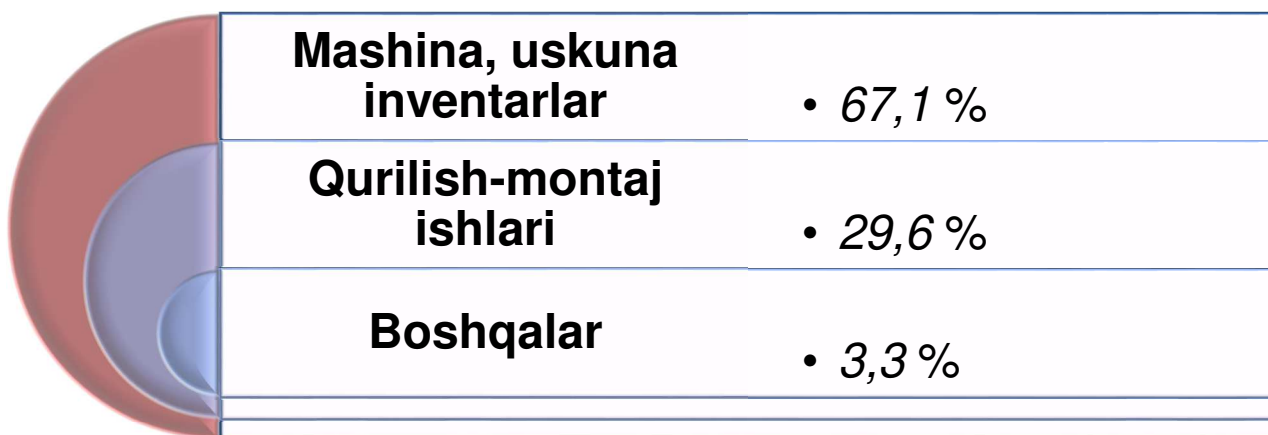 Mashina, uskuna
inventarlar
• 67,1 %
Qurilish-montaj
ishlari
• 29,6 %
Boshqalar
• 3,3 %